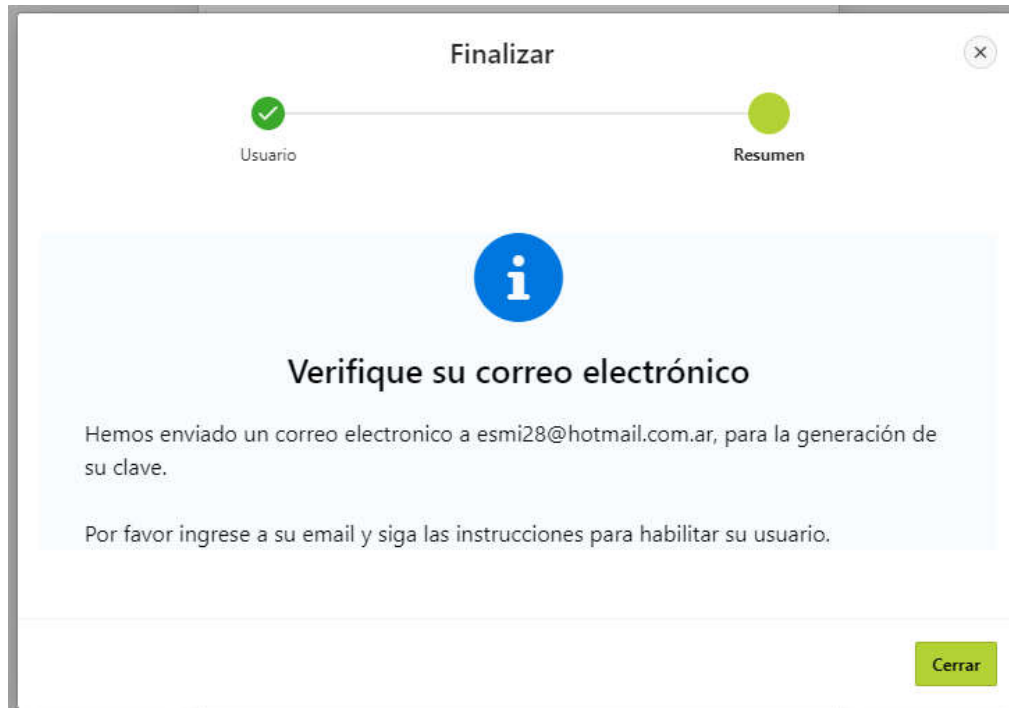 Finalizar
Usuario
Resumen
Verifique su correo electrónico
Hemos enviado un correo electronico a esmi28@hotmail.com.ar, para la generación de
su clave.
Por favor ingrese a su email y siga las instrucciones para habilitar su usuario.
Cerrar